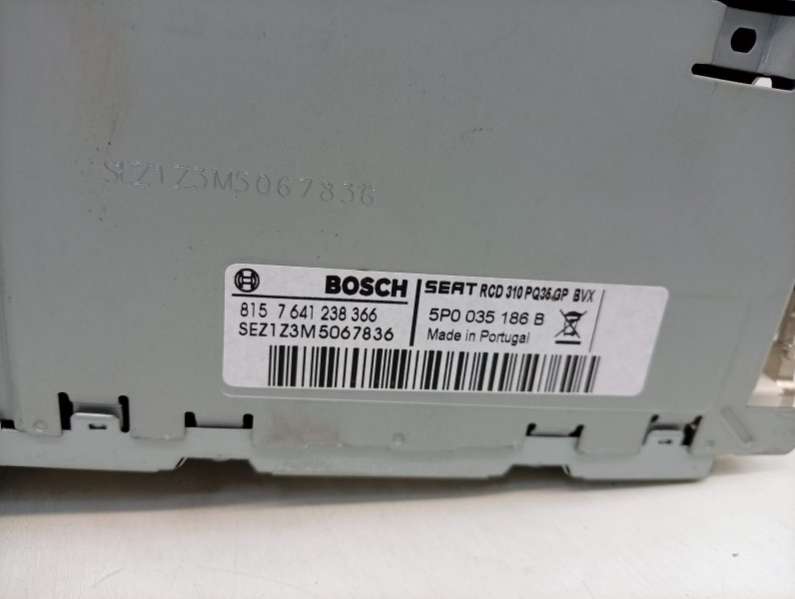 SEZ1Z3M5067836
BOSCH
815 7 641 238 366
SEZ1Z3M5067836
SEAT RCD 310 PQ35.GP BVX
5P0 035 186 B
Made in Portugal